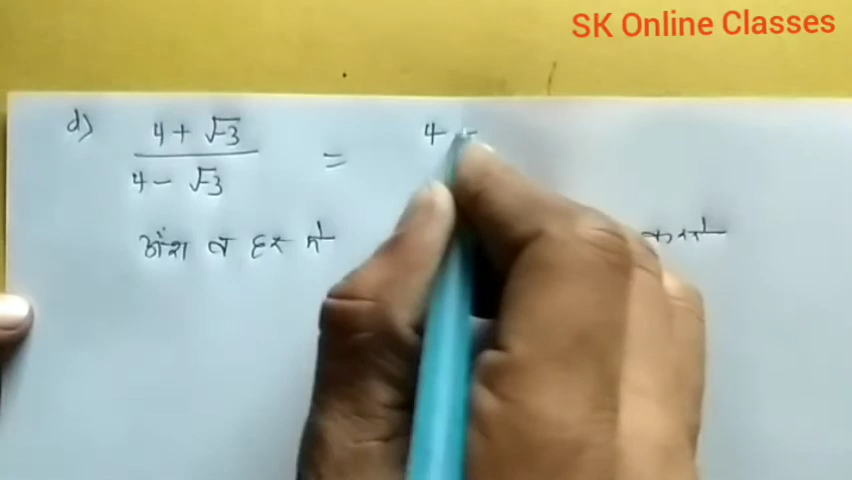 SK Online Classes
d) 4 + √-3 / 4 - √-3 = 4 +
अंश व हर में